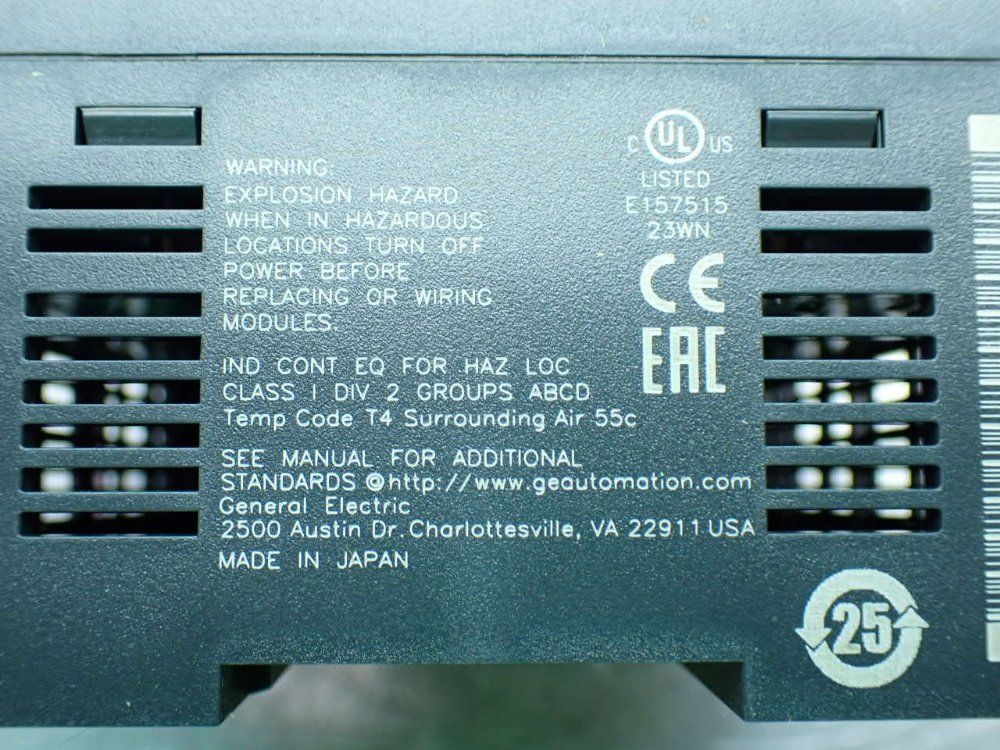 WARNING:
EXPLOSION HAZARD
WHEN IN HAZARDOUS
LOCATIONS TURN OFF
POWER BEFORE
REPLACING OR WIRING
MODULES.
IND CONT EQ FOR HAZ LOC
CLASS I DIV 2 GROUPS ABCD
Temp Code T4 Surrounding Air 55c
SEE MANUAL FOR ADDITIONAL
STANDARDS @http://www.geautomation.com
General Electric
2500 Austin Dr. Charlottesville, VA 22911 USA
MADE IN JAPAN
C UL US
LISTED
E157515
23WN
CE
EAC
25